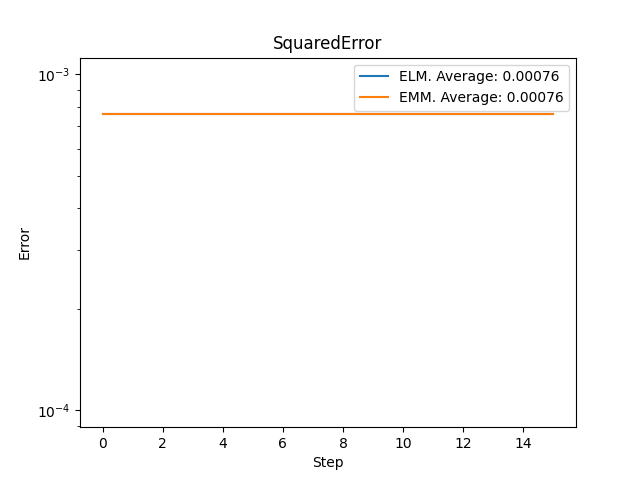 SquaredError
ELM. Average: 0.00076
EMM. Average: 0.00076
10⁻³
10⁻⁴
Error
0 2 4 6 8 10 12 14
Step